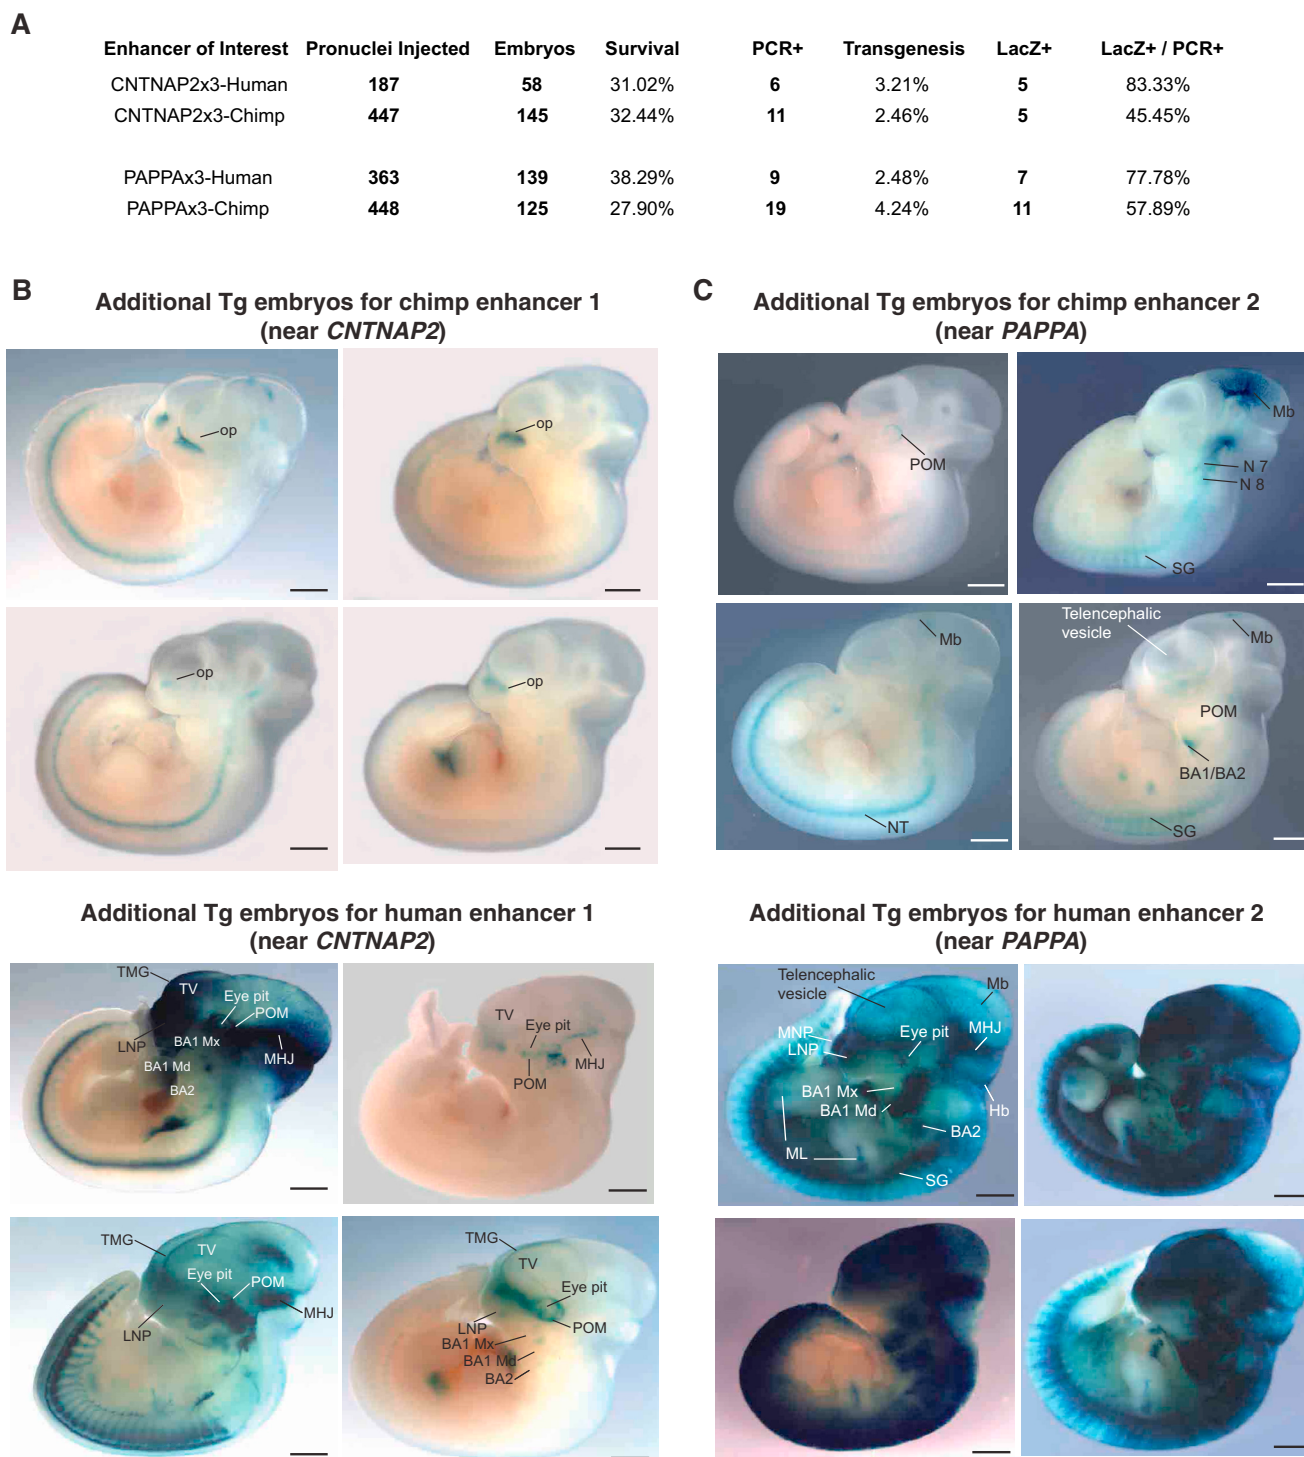 A
Enhancer of Interest Pronuclei Injected Embryos Survival PCR+ Transgenesis LacZ+ LacZ+ / PCR+
CNTNAP2x3-Human 187 58 31.02% 6 3.21% 5 83.33%
CNTNAP2x3-Chimp 447 145 32.44% 11 2.46% 5 45.45%
PAPPAx3-Human 363 139 38.29% 9 2.48% 7 77.78%
PAPPAx3-Chimp 448 125 27.90% 19 4.24% 11 57.89%
B
Additional Tg embryos for chimp enhancer 1
(near CNTNAP2)
op
op
op
op
C
Additional Tg embryos for chimp enhancer 2
(near PAPPA)
POM
Mb
N 7
N 8
SG
Mb
NT
Telencephalic
vesicle
Mb
POM
BA1/BA2
SG
Additional Tg embryos for human enhancer 1
(near CNTNAP2)
TMG
TV
Eye pit
POM
LNP
BA1 Mx
MHJ
BA1 Md
BA2
TV
Eye pit
MHJ
POM
TMG
TV
Eye pit
POM
MHJ
LNP
TMG
TV
Eye pit
LNP
POM
BA1 Mx
BA1 Md
BA2
Additional Tg embryos for human enhancer 2
(near PAPPA)
Telencephalic
vesicle
Mb
MNP
Eye pit
MHJ
LNP
BA1 Mx
BA1 Md
Hb
BA2
ML
SG